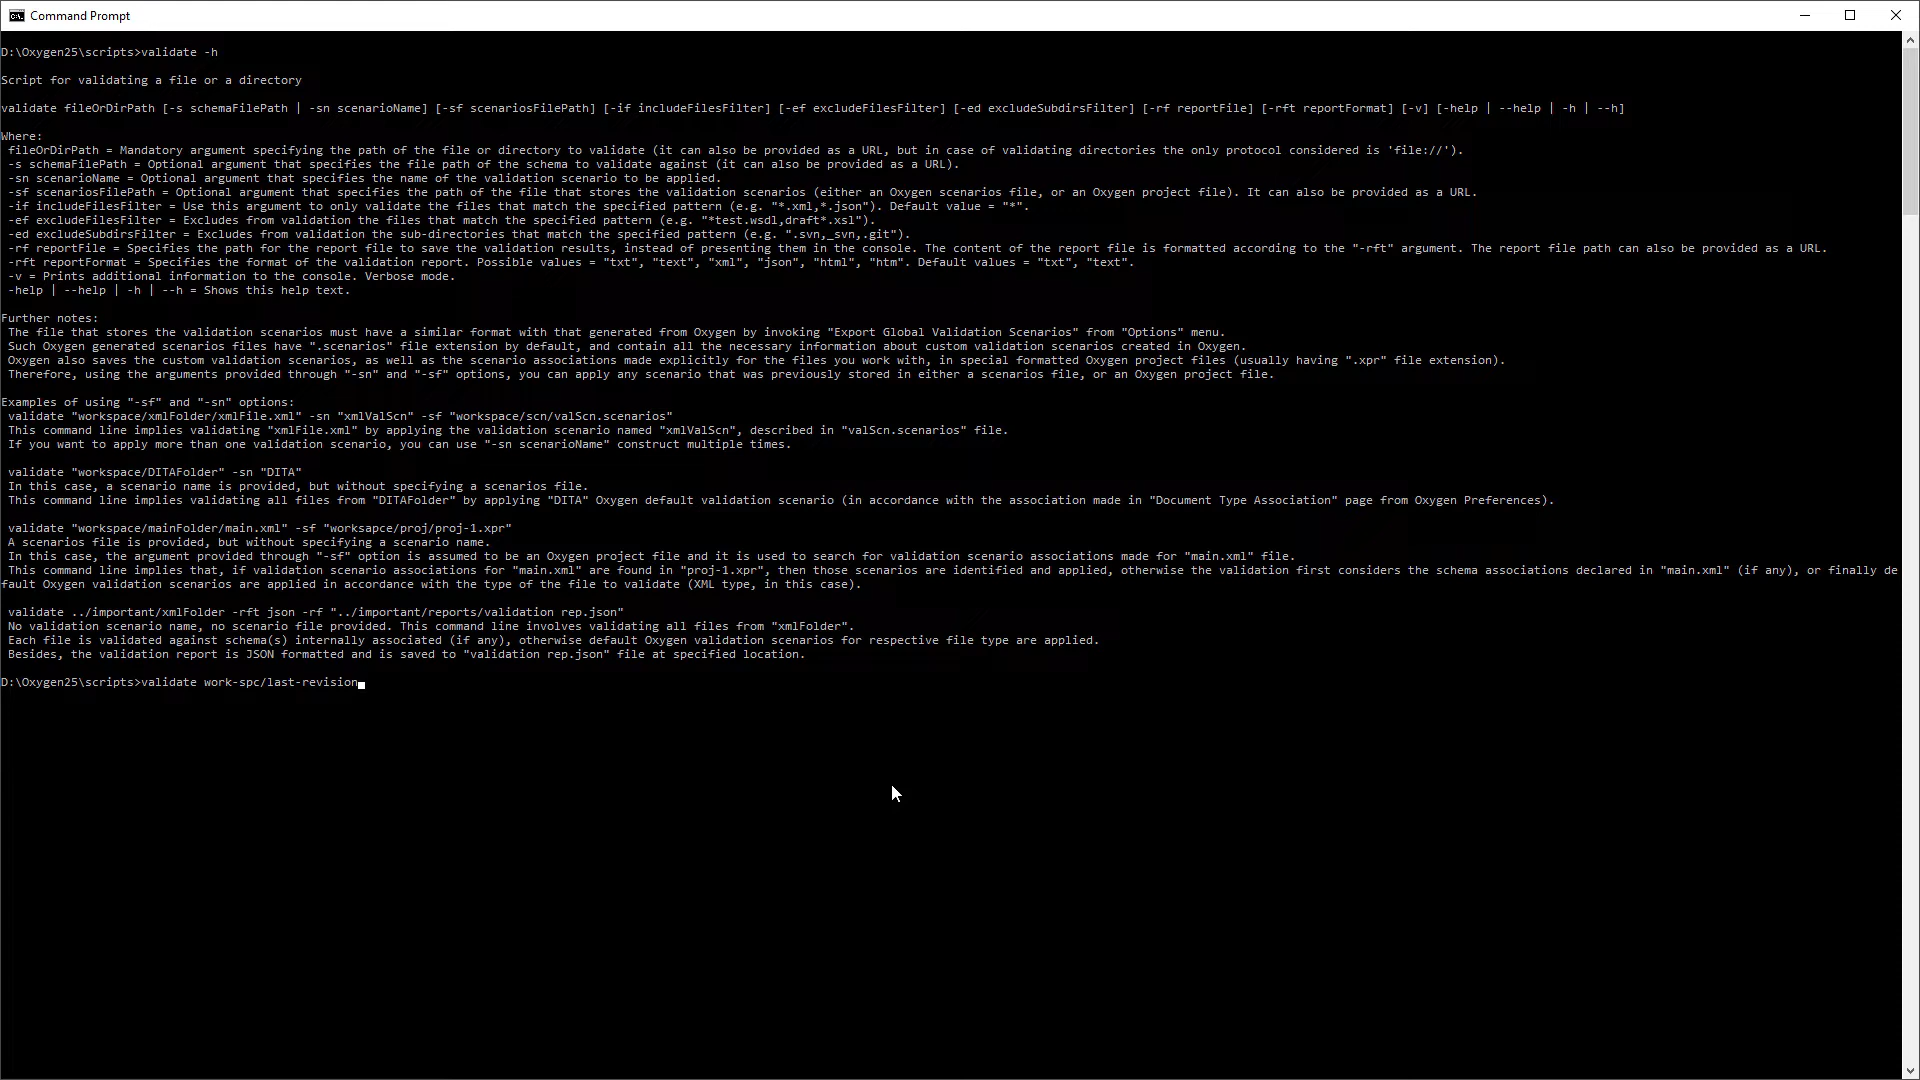 Command Prompt
D:\Oxygen25\scripts>validate -h
Script for validating a file or a directory
validate fileOrDirPath [-s schemaFilePath | -sn scenarioName] [-sf scenariosFilePath] [-if includeFilesFilter] [-ef excludeFilesFilter] [-ed excludeSubdirsFilter] [-rf reportFile] [-rft reportFormat] [-v] [-help | --help | -h | --h]
Where:
fileOrDirPath = Mandatory argument specifying the path of the file or directory to validate (it can also be provided as a URL, but in case of validating directories the only protocol considered is 'file://').
-s schemaFilePath = Optional argument that specifies the file path of the schema to validate against (it can also be provided as a URL).
-sn scenarioName = Optional argument that specifies the name of the validation scenario to be applied.
-sf scenariosFilePath = Optional argument that specifies the path of the file that stores the validation scenarios (either an Oxygen scenarios file, or an Oxygen project file). It can also be provided as a URL.
-if includeFilesFilter = Use this argument to only validate the files that match the specified pattern (e.g. "*.xml,*.json"). Default value = "*".
-ef excludeFilesFilter = Excludes from validation the files that match the specified pattern (e.g. "*test.wsdl,draft*.xsl").
-ed excludeSubdirsFilter = Excludes from validation the sub-directories that match the specified pattern (e.g. ".svn,_svn,.git").
-rf reportFile = Specifies the path for the report file to save the validation results, instead of presenting them in the console. The content of the report file is formatted according to the "-rft" argument. The report file path can also be provided as a URL.
-rft reportFormat = Specifies the format of the validation report. Possible values = "txt", "text", "xml", "json", "html", "htm". Default values = "txt", "text".
-v = Prints additional information to the console. Verbose mode.
-help | --help | -h | --h = Shows this help text.
Further notes:
The file that stores the validation scenarios must have a similar format with that generated from Oxygen by invoking "Export Global Validation Scenarios" from "Options" menu.
Such Oxygen generated scenarios files have ".scenarios" file extension by default, and contain all the necessary information about custom validation scenarios created in Oxygen.
Oxygen also saves the custom validation scenarios, as well as the scenario associations made explicitly for the files you work with, in special formatted Oxygen project files (usually having ".xpr" file extension).
Therefore, using the arguments provided through "-sn" and "-sf" options, you can apply any scenario that was previously stored in either a scenarios file, or an Oxygen project file.
Examples of using "-sf" and "-sn" options:
validate "workspace/xmlFolder/xmlFile.xml" -sn "xmlValScn" -sf "workspace/scn/valScn.scenarios"
This command line implies validating "xmlFile.xml" by applying the validation scenario named "xmlValScn", described in "valScn.scenarios" file.
If you want to apply more than one validation scenario, you can use "-sn scenarioName" construct multiple times.
validate "workspace/DITAFolder" -sn "DITA"
In this case, a scenario name is provided, but without specifying a scenarios file.
This command line implies validating all files from "DITAFolder" by applying "DITA" Oxygen default validation scenario (in accordance with the association made in "Document Type Association" page from Oxygen Preferences).
validate "workspace/mainFolder/main.xml" -sf "worksapce/proj/proj-1.xpr"
A scenarios file is provided, but without specifying a scenario name.
In this case, the argument provided through "-sf" option is assumed to be an Oxygen project file and it is used to search for validation scenario associations made for "main.xml" file.
This command line implies that, if validation scenario associations for "main.xml" are found in "proj-1.xpr", then those scenarios are identified and applied, otherwise the validation first considers the schema associations declared in "main.xml" (if any), or finally de
fault Oxygen validation scenarios are applied in accordance with the type of the file to validate (XML type, in this case).
validate ../important/xmlFolder -rft json -rf "../important/reports/validation rep.json"
No validation scenario name, no scenario file provided. This command line involves validating all files from "xmlFolder".
Each file is validated against schema(s) internally associated (if any), otherwise default Oxygen validation scenarios for respective file type are applied.
Besides, the validation report is JSON formatted and is saved to "validation rep.json" file at specified location.
D:\Oxygen25\scripts>validate work-spc/last-revision